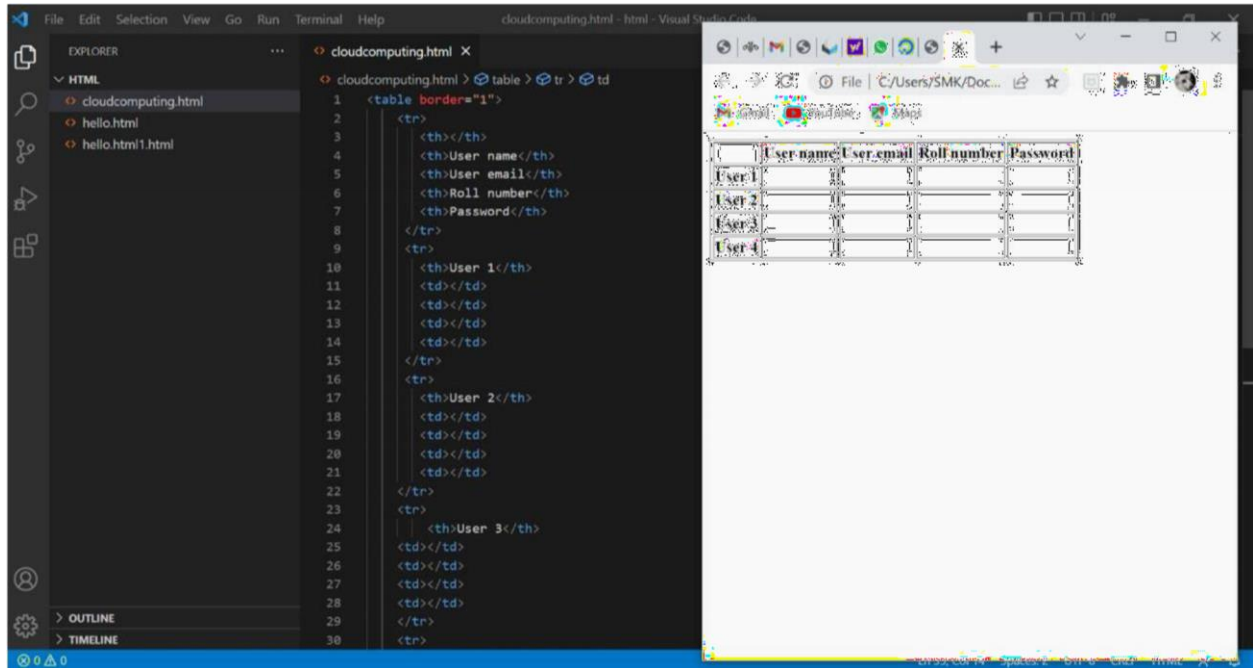 File Edit Selection View Go Run Terminal Help
cloudcomputing.html - html - Visual Studio Code
EXPLORER
HTML
cloudcomputing.html
hello.html
hello.html1.html
OUTLINE
TIMELINE
cloudcomputing.html
cloudcomputing.html > table > tr > td
1 <table border="1">
2 <tr>
3 <th></th>
4 <th>User name</th>
5 <th>User email</th>
6 <th>Roll number</th>
7 <th>Password</th>
8 </tr>
9 <tr>
10 <th>User 1</th>
11 <td></td>
12 <td></td>
13 <td></td>
14 <td></td>
15 </tr>
16 <tr>
17 <th>User 2</th>
18 <td></td>
19 <td></td>
20 <td></td>
21 <td></td>
22 </tr>
23 <tr>
24 <th>User 3</th>
25 <td></td>
26 <td></td>
27 <td></td>
28 <td></td>
29 </tr>
30 <tr>
0 0
File C:/Users/SMK/Doc...
Gmail YouTube Maps
User name User email Roll number Password
User 1
User 2
User 3
User 4